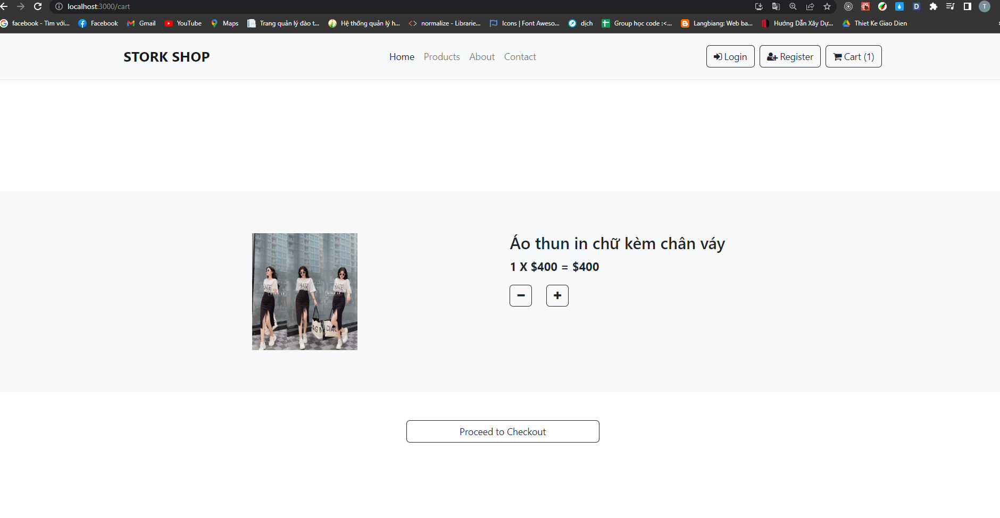 localhost:3000/cart
T
facebook - Tìm với...
Facebook
Gmail
YouTube
Maps
Trang quản lý đào t...
Hệ thống quản lý h...
normalize - Librarie...
Icons | Font Aweso...
dịch
Group học code :<...
Langbiang: Web ba...
Hướng Dẫn Xây Dự...
Thiet Ke Giao Dien
STORK SHOP
Home
Products
About
Contact
Login
Register
Cart (1)
Áo thun in chữ kèm chân váy
1 X $400 = $400
Proceed to Checkout